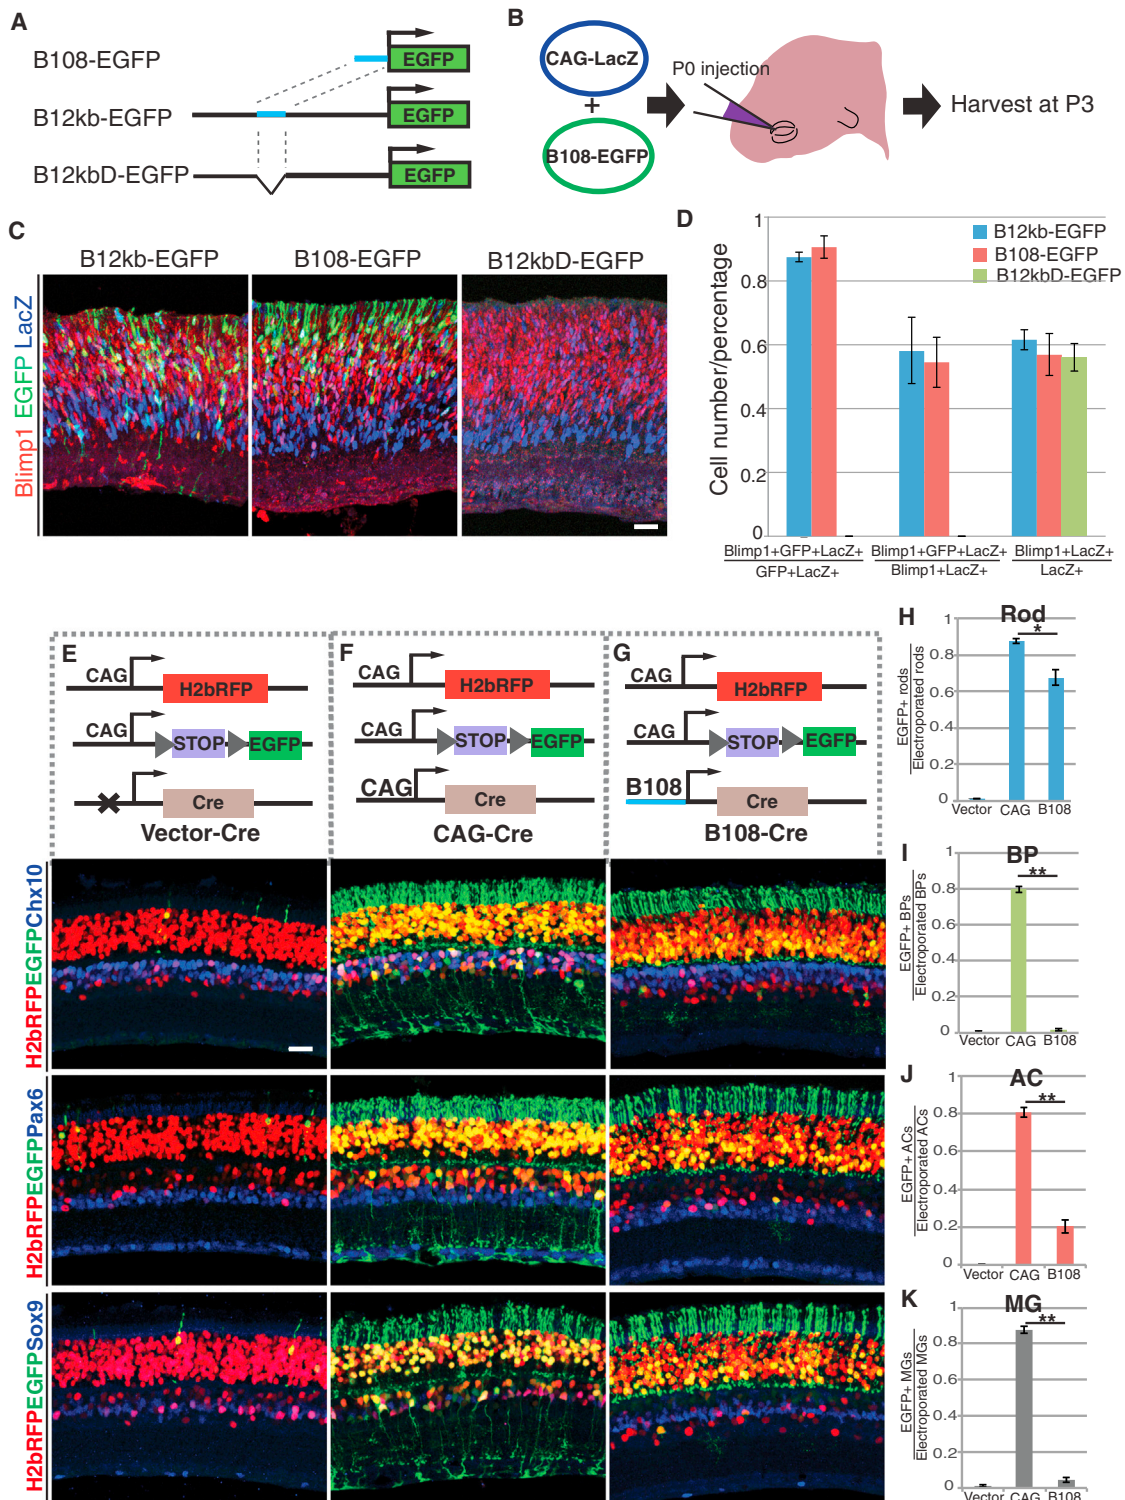 A
B108-EGFP
EGFP
B12kb-EGFP
EGFP
B12kbD-EGFP
EGFP
B
CAG-LacZ
+
B108-EGFP
P0 injection
Harvest at P3
C
B12kb-EGFP
B108-EGFP
B12kbD-EGFP
Blimp1 EGFP LacZ
D
Cell number/percentage
1
0.8
0.6
0.4
0.2
0
B12kb-EGFP
B108-EGFP
B12kbD-EGFP
Blimp1+GFP+LacZ+
GFP+LacZ+
Blimp1+GFP+LacZ+
Blimp1+LacZ+
Blimp1+LacZ+
LacZ+
E
CAG
H2bRFP
CAG
STOP
EGFP
Cre
Vector-Cre
F
CAG
H2bRFP
CAG
STOP
EGFP
CAG
Cre
CAG-Cre
G
CAG
H2bRFP
CAG
STOP
EGFP
B108
Cre
B108-Cre
H2bRFPEGFPChx10
H2bRFPEGFPPax6
H2bRFPEGFPSox9
H
Rod
*
EGFP+ rods
Electroporated rods
1
0.8
0.6
0.4
0.2
0
Vector
CAG
B108
I
BP
**
EGFP+ BPs
Electroporated BPs
1
0.8
0.6
0.4
0.2
0
Vector
CAG
B108
J
AC
**
EGFP+ ACs
Electroporated ACs
1
0.8
0.6
0.4
0.2
0
Vector
CAG
B108
K
MG
**
EGFP+ MGs
Electroporated MGs
1
0.8
0.6
0.4
0.2
0
Vector
CAG
B108